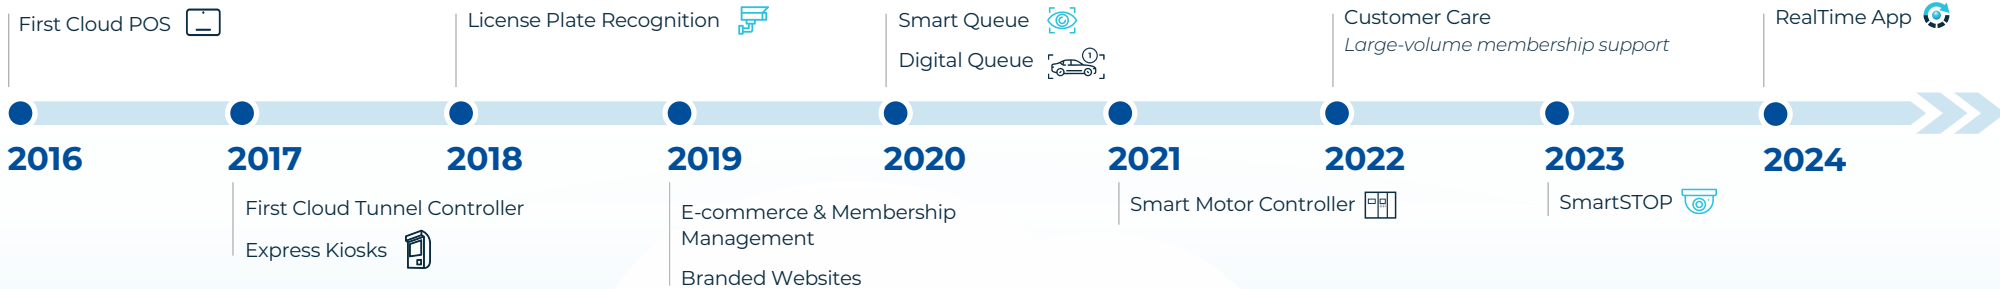 First Cloud POS
License Plate Recognition
Smart Queue
Digital Queue
1
Customer Care
Large-volume membership support
RealTime App
2016
2017
2018
2019
2020
2021
2022
2023
2024
First Cloud Tunnel Controller
Express Kiosks
E-commerce & Membership
Management
Branded Websites
Smart Motor Controller
SmartSTOP